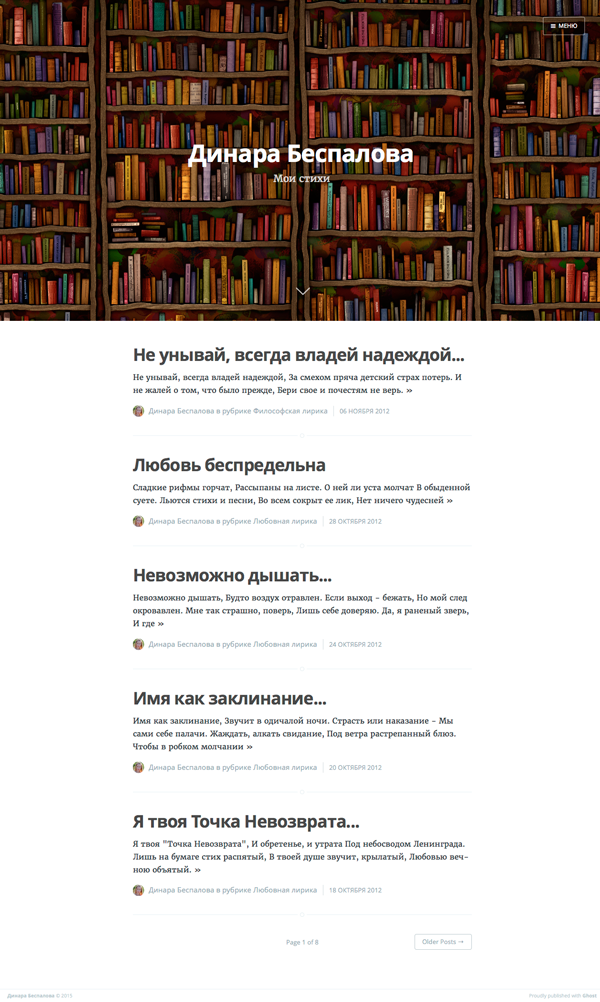 МЕНЮ
Динара Беспалова
Мои стихи
Не унывай, всегда владей надеждой...
Не унывай, всегда владей надеждой, За смехом пряча детский страх потерь. И
не жалей о том, что было прежде, Бери свое и почестям не верь. »
Динара Беспалова в рубрике Философская лирика 06 НОЯБРЯ 2012
Любовь беспредельна
Сладкие рифмы горчат, Рассыпаны на листе. О ней ли уста молчат В обыденной
суете. Льются стихи и песни, Во всем сокрыт ее лик, Нет ничего чудесней »
Динара Беспалова в рубрике Любовная лирика 28 ОКТЯБРЯ 2012
Невозможно дышать...
Невозможно дышать, Будто воздух отравлен. Если выход - бежать, Но мой след
окровавлен. Мне так страшно, поверь, Лишь себе доверяю. Да, я раненый зверь,
И где »
Динара Беспалова в рубрике Любовная лирика 24 ОКТЯБРЯ 2012
Имя как заклинание...
Имя как заклинание, Звучит в одичалой ночи. Страсть или наказание - Мы
сами себе палачи. Жаждать, алкать свидание, Под ветра растрепанный блюз.
Чтобы в робком молчании »
Динара Беспалова в рубрике Любовная лирика 20 ОКТЯБРЯ 2012
Я твоя Точка Невозврата...
Я твоя "Точка Невозврата", И обретенье, и утрата Под небосводом Ленинграда.
Лишь на бумаге стих распятый, В твоей душе звучит, крылатый, Любовью веч-
ною объятый. »
Динара Беспалова в рубрике Любовная лирика 18 ОКТЯБРЯ 2012
Page 1 of 8 Older Posts →
Динара Беспалова © 2015 Proudly published with Ghost